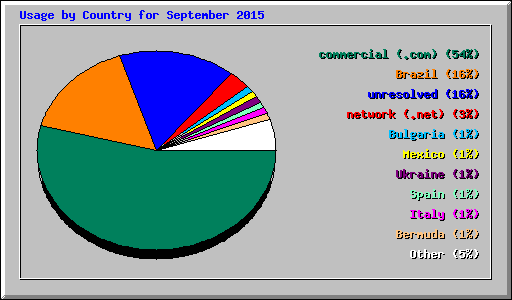 Usage by Country for September 2015
commercial (.com) (54%)
Brazil (16%)
unresolved (16%)
network (.net) (3%)
Bulgaria (1%)
Mexico (1%)
Ukraine (1%)
Spain (1%)
Italy (1%)
Bermuda (1%)
Other (5%)